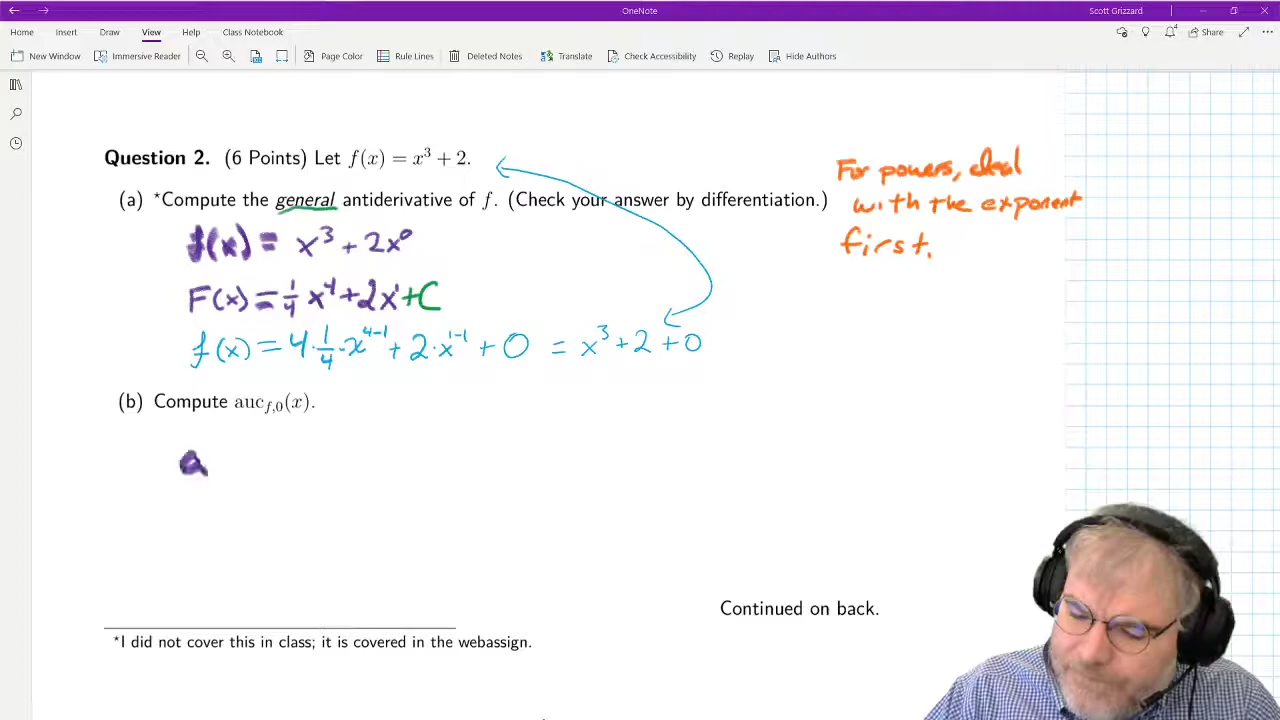 OneNote
Scott Grizzard
Home Insert Draw View Help Class Notebook
Share
New Window Immersive Reader Page Color Rule Lines Deleted Notes Translate Check Accessibility Replay Hide Authors
Question 2. (6 Points) Let f(x) = x³ + 2.
(a) *Compute the general antiderivative of f. (Check your answer by differentiation.)
For powers, deal
with the exponent
first.
f(x) = x³ + 2x⁰
F(x) = 1/4 x⁴ + 2x¹ + C
f(x) = 4 · 1/4 · x⁴⁻¹ + 2 · x¹⁻¹ + 0 = x³ + 2 + 0
(b) Compute auc_{f,0}(x).
a
Continued on back.
*I did not cover this in class; it is covered in the webassign.